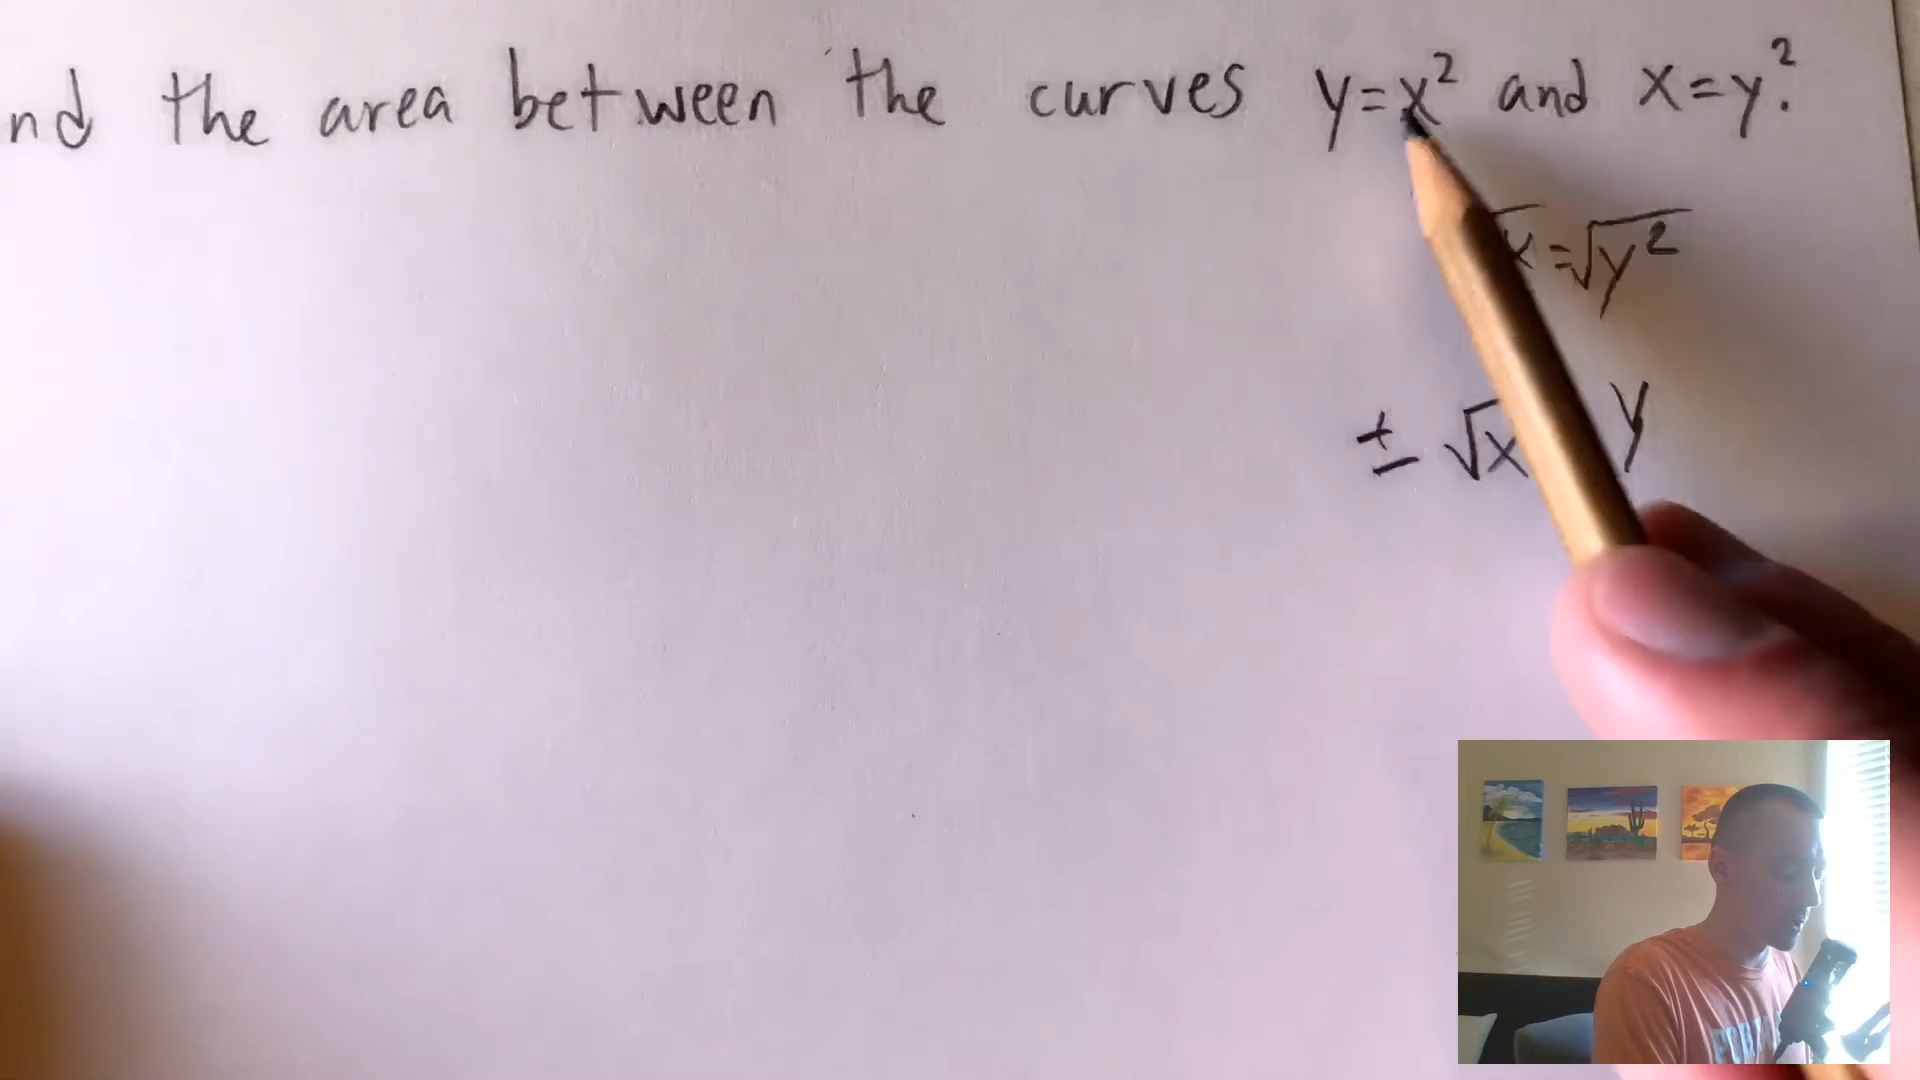 nd the area between the curves y=x² and x=y².
x=√y²
± √x y